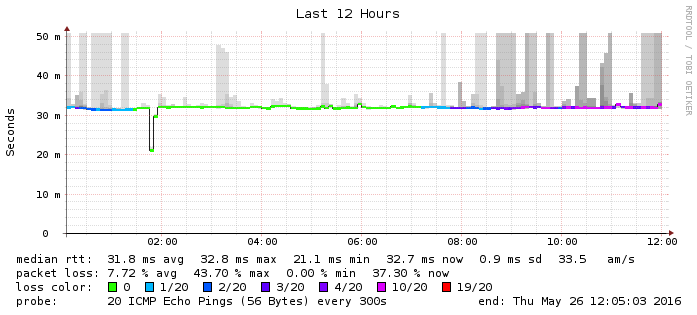 Last 12 Hours
RRDTOOL / TOBI OETIKER
Seconds
50 m
40 m
30 m
20 m
10 m
0
02:00 04:00 06:00 08:00 10:00 12:00
median rtt: 31.8 ms avg 32.8 ms max 21.1 ms min 32.7 ms now 0.9 ms sd 33.5 am/s
packet loss: 7.72 % avg 43.70 % max 0.00 % min 37.30 % now
loss color: 0 1/20 2/20 3/20 4/20 10/20 19/20
probe: 20 ICMP Echo Pings (56 Bytes) every 300s end: Thu May 26 12:05:03 2016